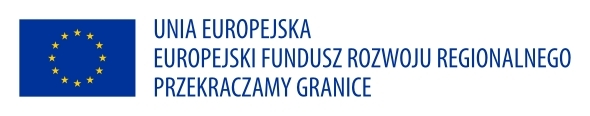 UNIA EUROPEJSKA
EUROPEJSKI FUNDUSZ ROZWOJU REGIONALNEGO
PRZEKRACZAMY GRANICE